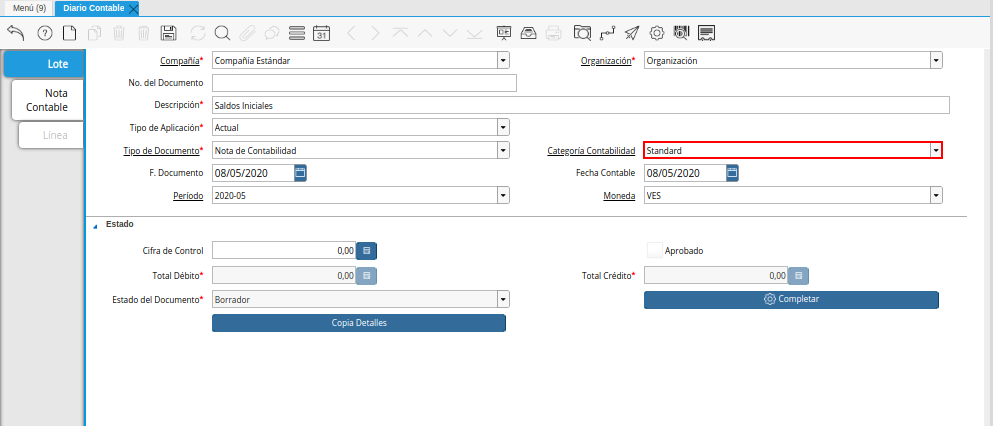 Menú (9) Diario Contable
31
Lote
Compañía* Compañía Estándar Organización* Organización
No. del Documento
Nota Contable
Descripción* Saldos Iniciales
Tipo de Aplicación* Actual
Línea
Tipo de Documento* Nota de Contabilidad Categoría Contabilidad Standard
F. Documento 08/05/2020 Fecha Contable 08/05/2020
Período 2020-05 Moneda VES
Estado
Cifra de Control 0,00 Aprobado
Total Débito* 0,00 Total Crédito* 0,00
Estado del Documento* Borrador Completar
Copia Detalles